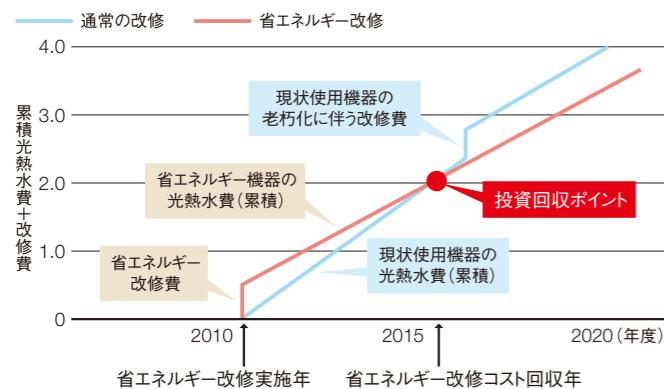 通常の改修 省エネルギー改修
累積光熱水費＋改修費
4.0
3.0
2.0
1.0
0
現状使用機器の
老朽化に伴う改修費
省エネルギー機器の
光熱水費（累積）
投資回収ポイント
省エネルギー
改修費
現状使用機器の
光熱水費（累積）
2010 2015 2020（年度）
省エネルギー改修実施年 省エネルギー改修コスト回収年